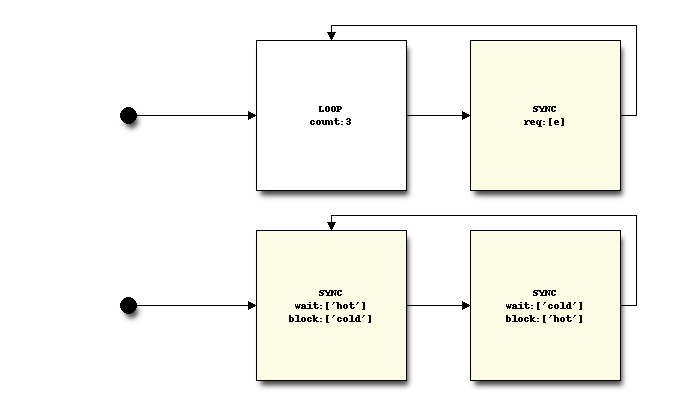 LOOP
count:3
SYNC
req:[e]
SYNC
wait:['hot']
block:['cold']
SYNC
wait:['cold']
block:['hot']